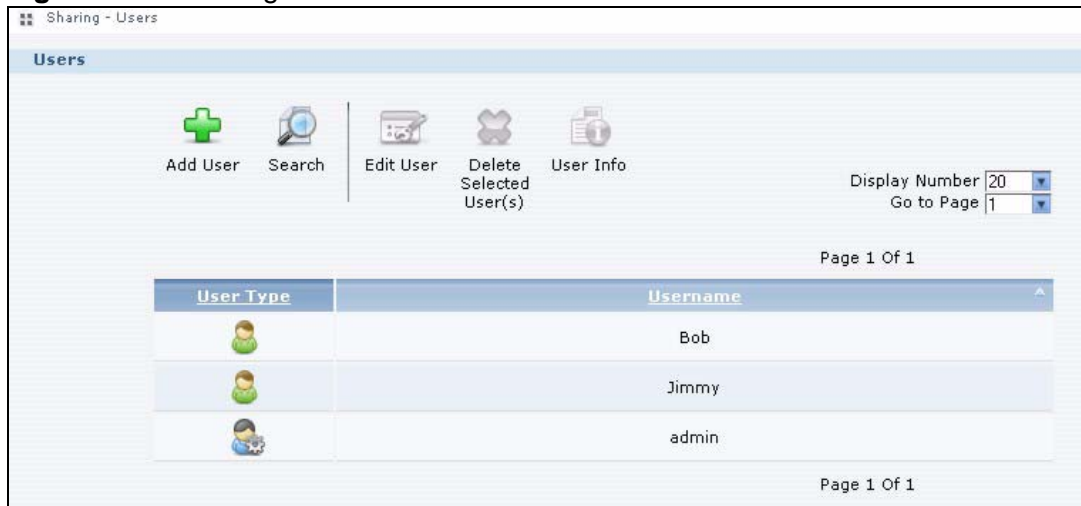 Sharing - Users
Users
Add User
Search
Edit User
Delete
Selected
User(s)
User Info
Display Number 20
Go to Page 1
Page 1 Of 1
User Type Username
Bob
Jimmy
admin
Page 1 Of 1